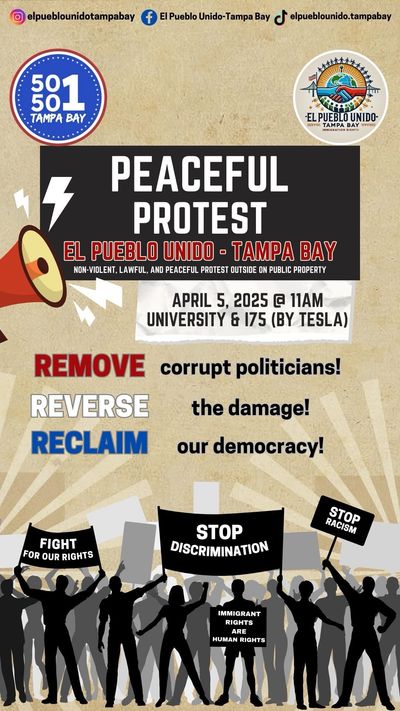 elpueblounidotampabay
El Pueblo Unido-Tampa Bay
elpueblounido.tampabay
50
50
1
TAMPA BAY
EL PUEBLO UNIDO
TAMPA BAY
IMMIGRATION RIGHTS
PEACEFUL
PROTEST
EL PUEBLO UNIDO - TAMPA BAY
NON-VIOLENT, LAWFUL, AND PEACEFUL PROTEST OUTSIDE ON PUBLIC PROPERTY
APRIL 5, 2025 @ 11AM
UNIVERSITY & I75 (BY TESLA)
REMOVE corrupt politicians!
REVERSE the damage!
RECLAIM our democracy!
FIGHT
FOR OUR RIGHTS
STOP
DISCRIMINATION
STOP
RACISM
IMMIGRANT
RIGHTS
ARE
HUMAN RIGHTS